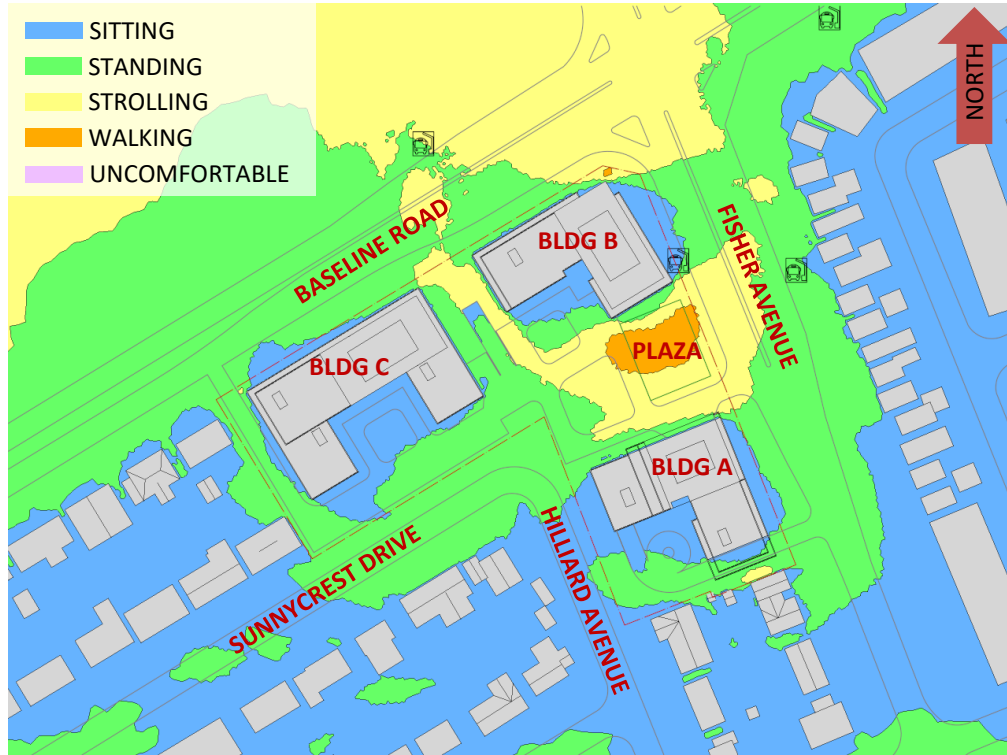 SITTING
STANDING
STROLLING
WALKING
UNCOMFORTABLE
NORTH
BASELINE ROAD
BLDG B
FISHER AVENUE
PLAZA
BLDG C
BLDG A
SUNNYCREST DRIVE
HILLIARD AVENUE